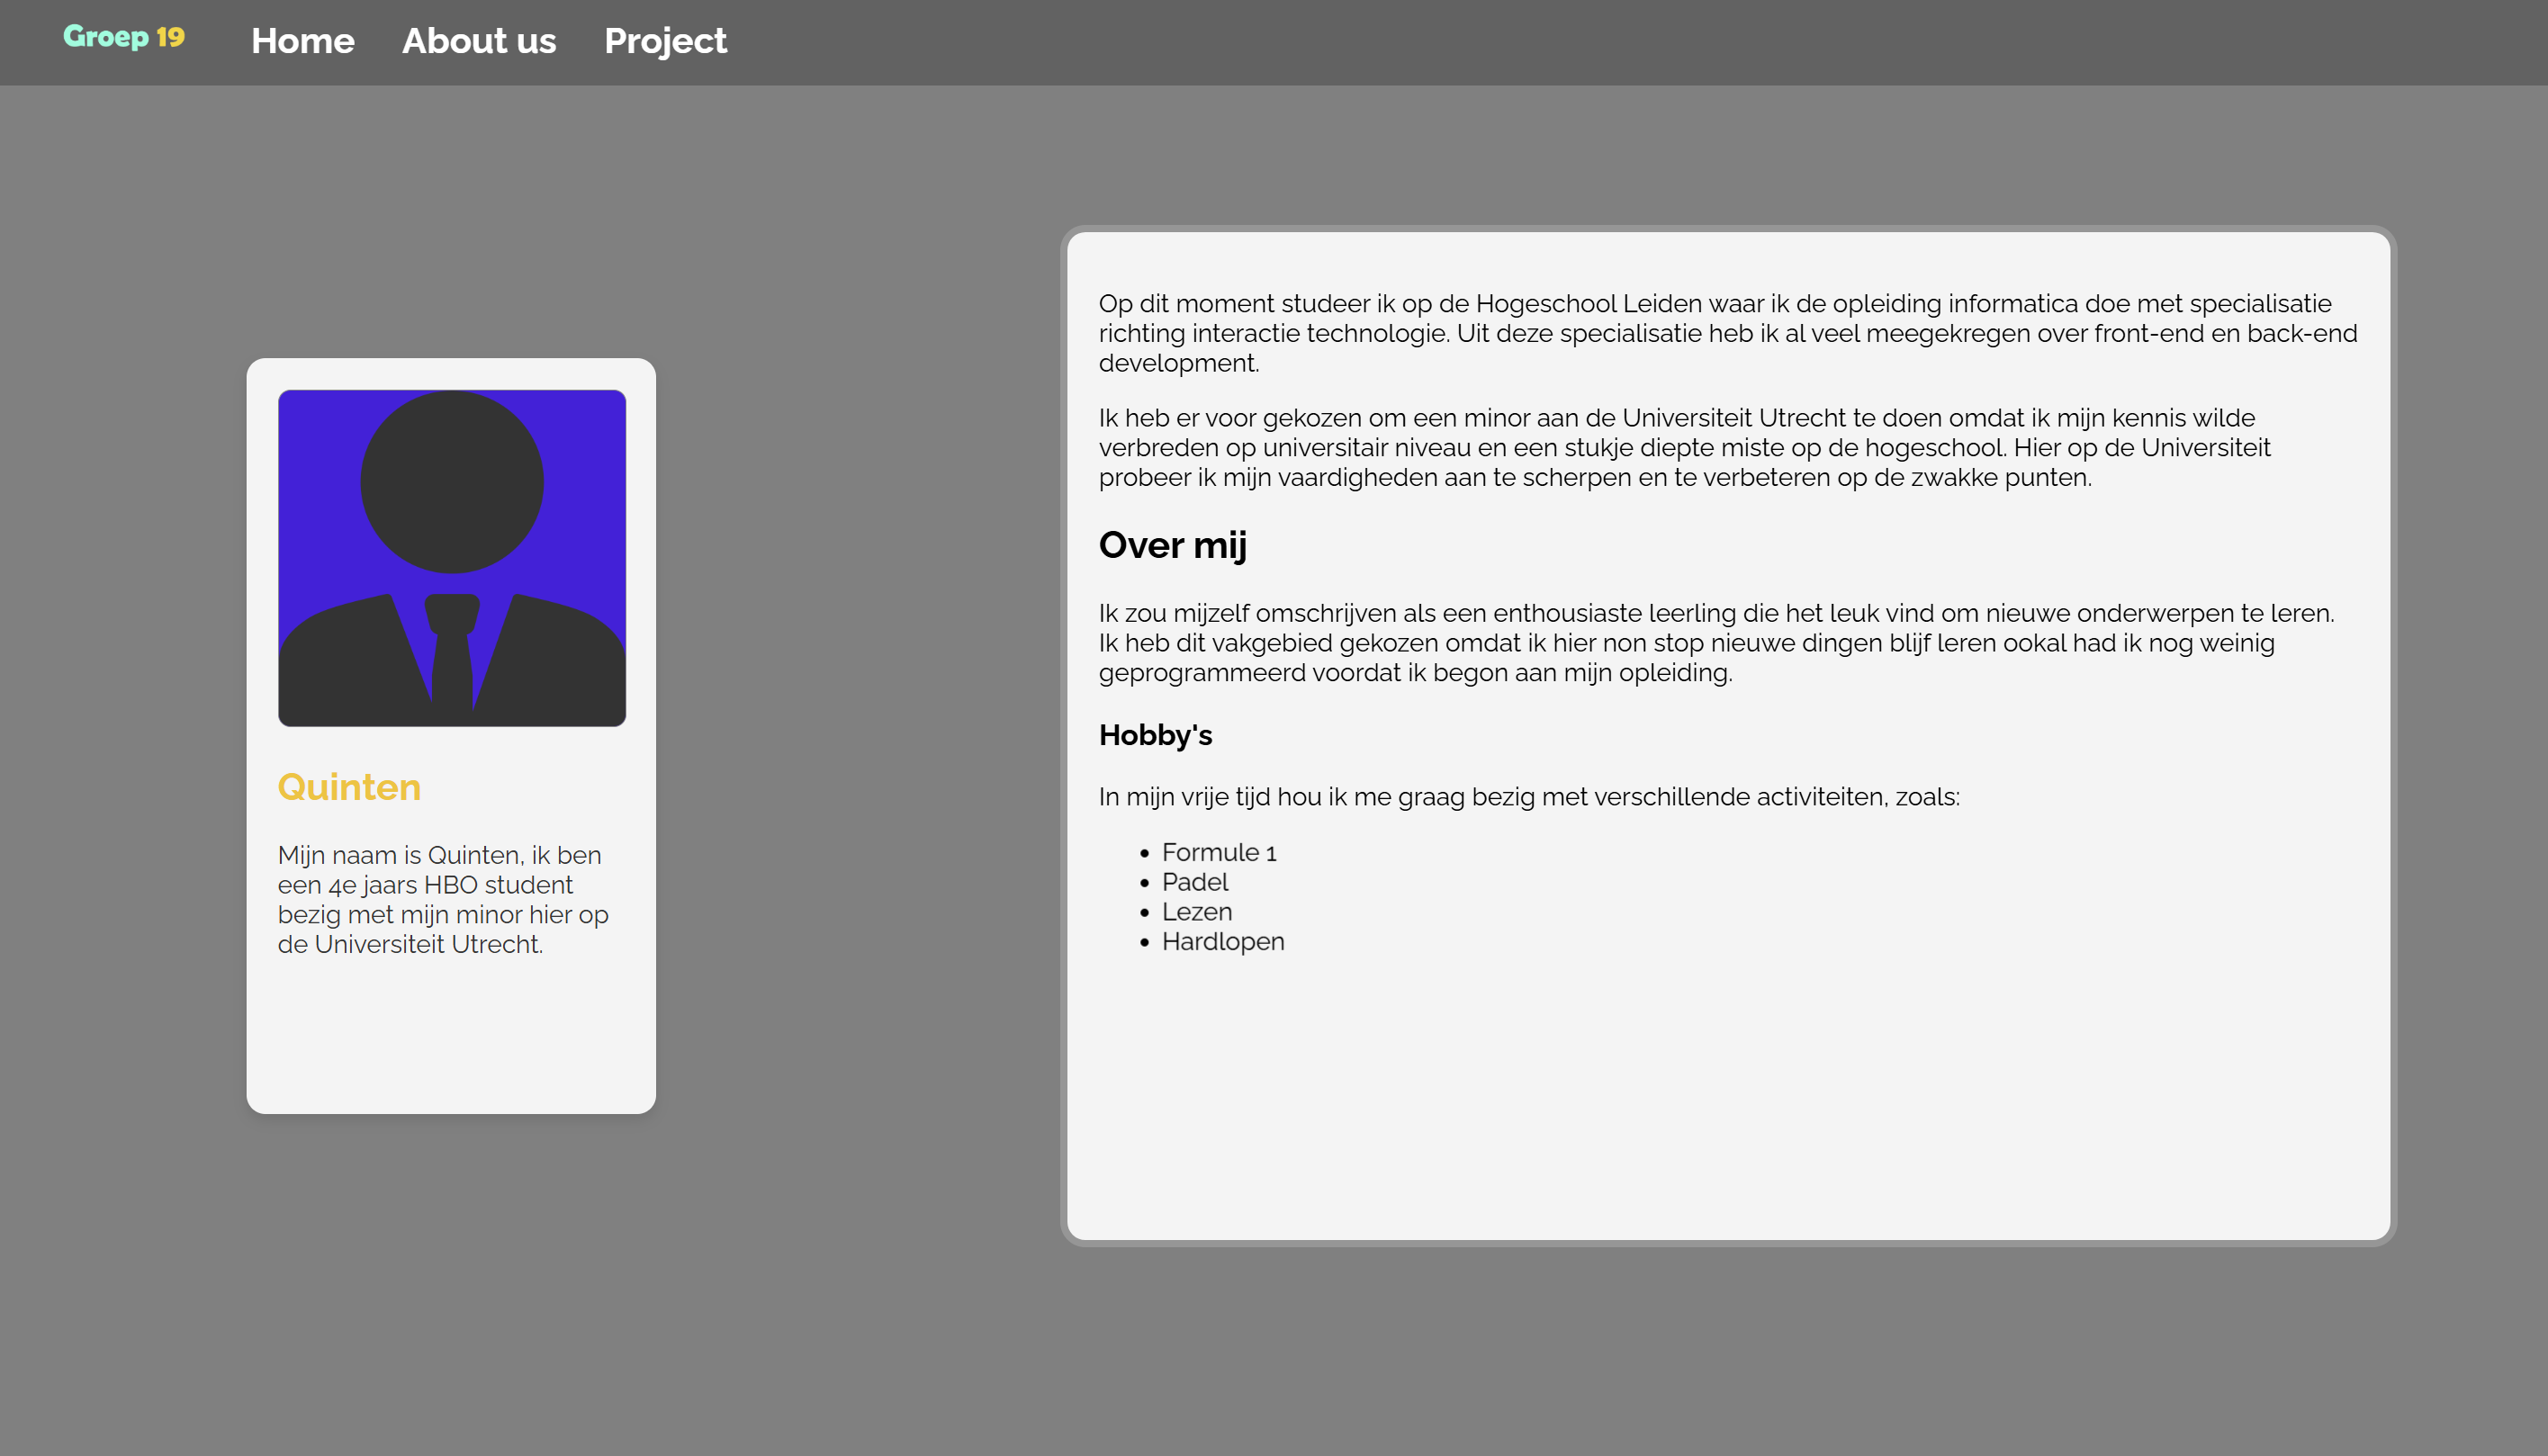 Groep 19
Home
About us
Project
Quinten
Mijn naam is Quinten, ik ben
een 4e jaars HBO student
bezig met mijn minor hier op
de Universiteit Utrecht.
Op dit moment studeer ik op de Hogeschool Leiden waar ik de opleiding informatica doe met specialisatie
richting interactie technologie. Uit deze specialisatie heb ik al veel meegekregen over front-end en back-end
development.
Ik heb er voor gekozen om een minor aan de Universiteit Utrecht te doen omdat ik mijn kennis wilde
verbreden op universitair niveau en een stukje diepte miste op de hogeschool. Hier op de Universiteit
probeer ik mijn vaardigheden aan te scherpen en te verbeteren op de zwakke punten.
Over mij
Ik zou mijzelf omschrijven als een enthousiaste leerling die het leuk vind om nieuwe onderwerpen te leren.
Ik heb dit vakgebied gekozen omdat ik hier non stop nieuwe dingen blijf leren ookal had ik nog weinig
geprogrammeerd voordat ik begon aan mijn opleiding.
Hobby's
In mijn vrije tijd hou ik me graag bezig met verschillende activiteiten, zoals:
• Formule 1
• Padel
• Lezen
• Hardlopen